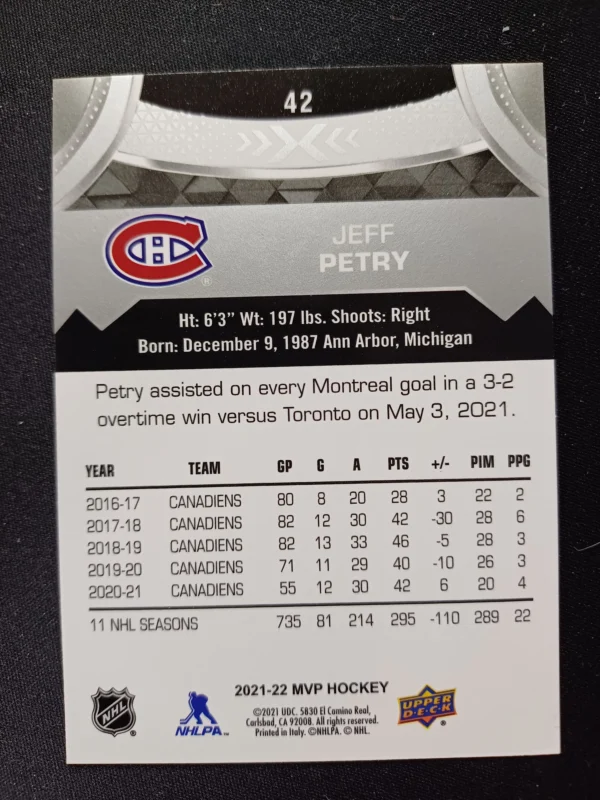 42
JEFF
PETRY
Ht: 6'3" Wt: 197 lbs. Shoots: Right
Born: December 9, 1987 Ann Arbor, Michigan
Petry assisted on every Montreal goal in a 3-2
overtime win versus Toronto on May 3, 2021.
YEAR TEAM GP G A PTS +/- PIM PPG
2016-17 CANADIENS 80 8 20 28 3 22 2
2017-18 CANADIENS 82 12 30 42 -30 28 6
2018-19 CANADIENS 82 13 33 46 -5 28 3
2019-20 CANADIENS 71 11 29 40 -10 26 3
2020-21 CANADIENS 55 12 30 42 6 20 4
11 NHL SEASONS 735 81 214 295 -110 289 22
2021-22 MVP HOCKEY
©2021 UDC. 5830 El Camino Real,
Carlsbad, CA 92008. All rights reserved.
Printed in Italy. ©NHLPA. © NHL.
NHL
NHLPA
UPPER
DECK